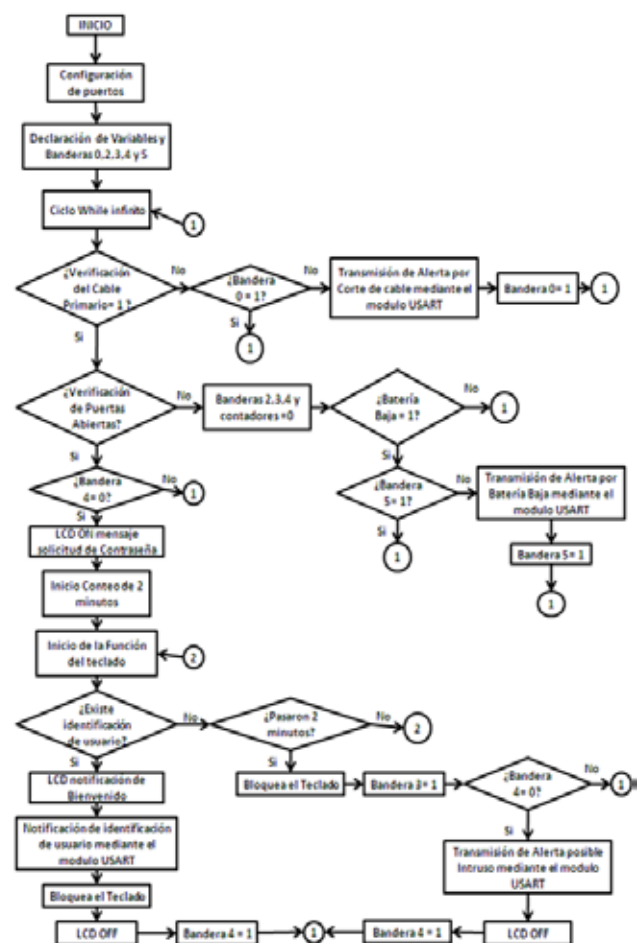 INICIO
Configuración
de puertos
Declaración de Variables y
Banderas 0,2,3,4 y 5
Ciclo While infinito
1
¿Verificación
del Cable
Primario= 1 ?
No
¿Bandera
0 = 1?
No
Transmisión de Alerta por
Corte de cable mediante el
modulo USART
Bandera 0= 1
1
Si
Si
1
¿Verificación
de Puertas
Abiertas?
No
Banderas 2,3,4 y
contadores =0
¿Batería
Baja = 1?
No
1
Si
Si
¿Bandera
4= 0?
No
1
¿Bandera
5= 1?
No
Transmisión de Alerta por
Batería Baja mediante el
modulo USART
Si
Si
1
Bandera 5= 1
1
LCD ON mensaje
solicitud de Contraseña
Inicio Conteo de 2
minutos
Inicio de la Función
del teclado
2
¿Existe
identificación
de usuario?
No
¿Pasaron 2
minutos?
No
2
Si
Si
LCD notificación de
Bienvenido
Bloquea el Teclado
Bandera 3= 1
¿Bandera
4= 0?
No
1
Si
Notificación de identificación
de usuario mediante el
modulo USART
Transmisión de Alerta posible
Intruso mediante el modulo
USART
Bloquea el Teclado
LCD OFF
Bandera 4 = 1
1
Bandera 4 = 1
LCD OFF